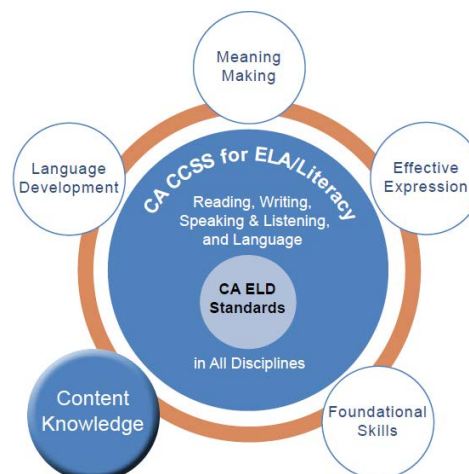 Meaning
Making
Language
Development
Effective
Expression
CA CCSS for ELA/Literacy
Reading, Writing,
Speaking & Listening,
and Language
CA ELD
Standards
in All Disciplines
Content
Knowledge
Foundational
Skills